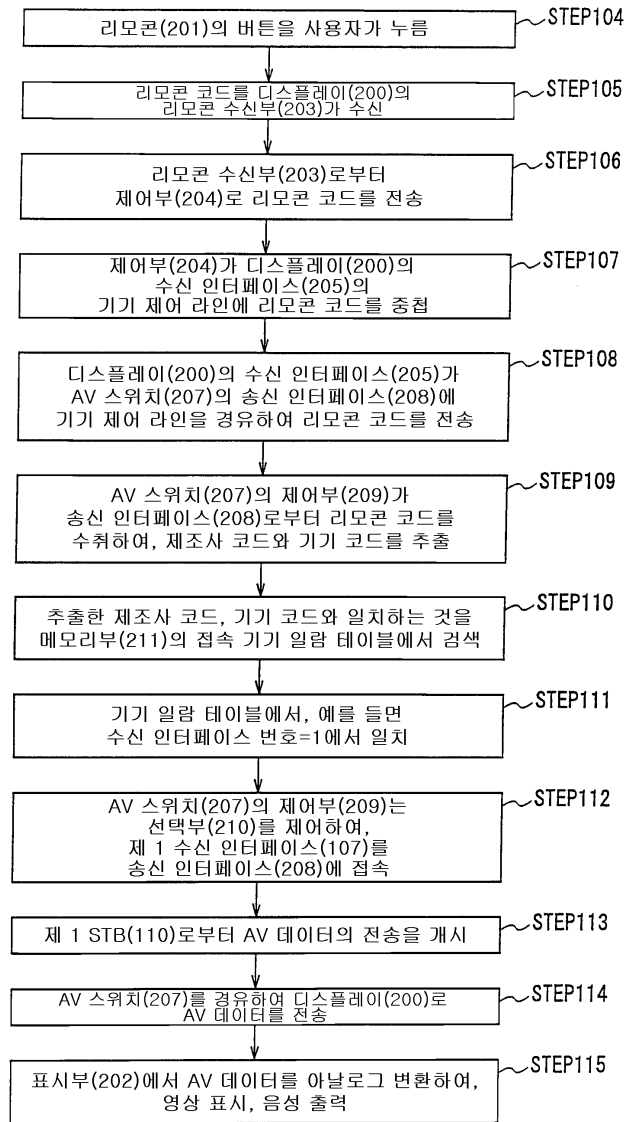 리모콘(201)의 버튼을 사용자가 누름
STEP104
리모콘 코드를 디스플레이(200)의
리모콘 수신부(203)가 수신
STEP105
리모콘 수신부(203)로부터
제어부(204)로 리모콘 코드를 전송
STEP106
제어부(204)가 디스플레이(200)의
수신 인터페이스(205)의
기기 제어 라인에 리모콘 코드를 중첩
STEP107
디스플레이(200)의 수신 인터페이스(205)가
AV 스위치(207)의 송신 인터페이스(208)에
기기 제어 라인을 경유하여 리모콘 코드를 전송
STEP108
AV 스위치(207)의 제어부(209)가
송신 인터페이스(208)로부터 리모콘 코드를
수취하여, 제조사 코드와 기기 코드를 추출
STEP109
추출한 제조사 코드, 기기 코드와 일치하는 것을
메모리부(211)의 접속 기기 일람 테이블에서 검색
STEP110
기기 일람 테이블에서, 예를 들면
수신 인터페이스 번호=1에서 일치
STEP111
AV 스위치(207)의 제어부(209)는
선택부(210)를 제어하여,
제 1 수신 인터페이스(107)를
송신 인터페이스(208)에 접속
STEP112
제 1 STB(110)로부터 AV 데이터의 전송을 개시
STEP113
AV 스위치(207)를 경유하여 디스플레이(200)로
AV 데이터를 전송
STEP114
표시부(202)에서 AV 데이터를 아날로그 변환하여,
영상 표시, 음성 출력
STEP115